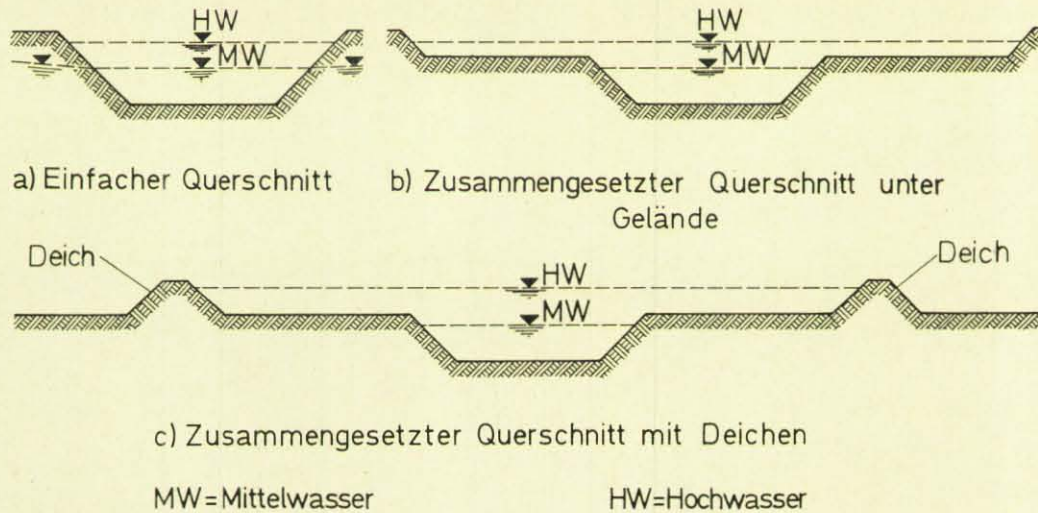 HW
MW
HW
MW
a) Einfacher Querschnitt
b) Zusammengesetzter Querschnitt unter
Gelände
Deich
HW
MW
Deich
c) Zusammengesetzter Querschnitt mit Deichen
MW=Mittelwasser
HW=Hochwasser